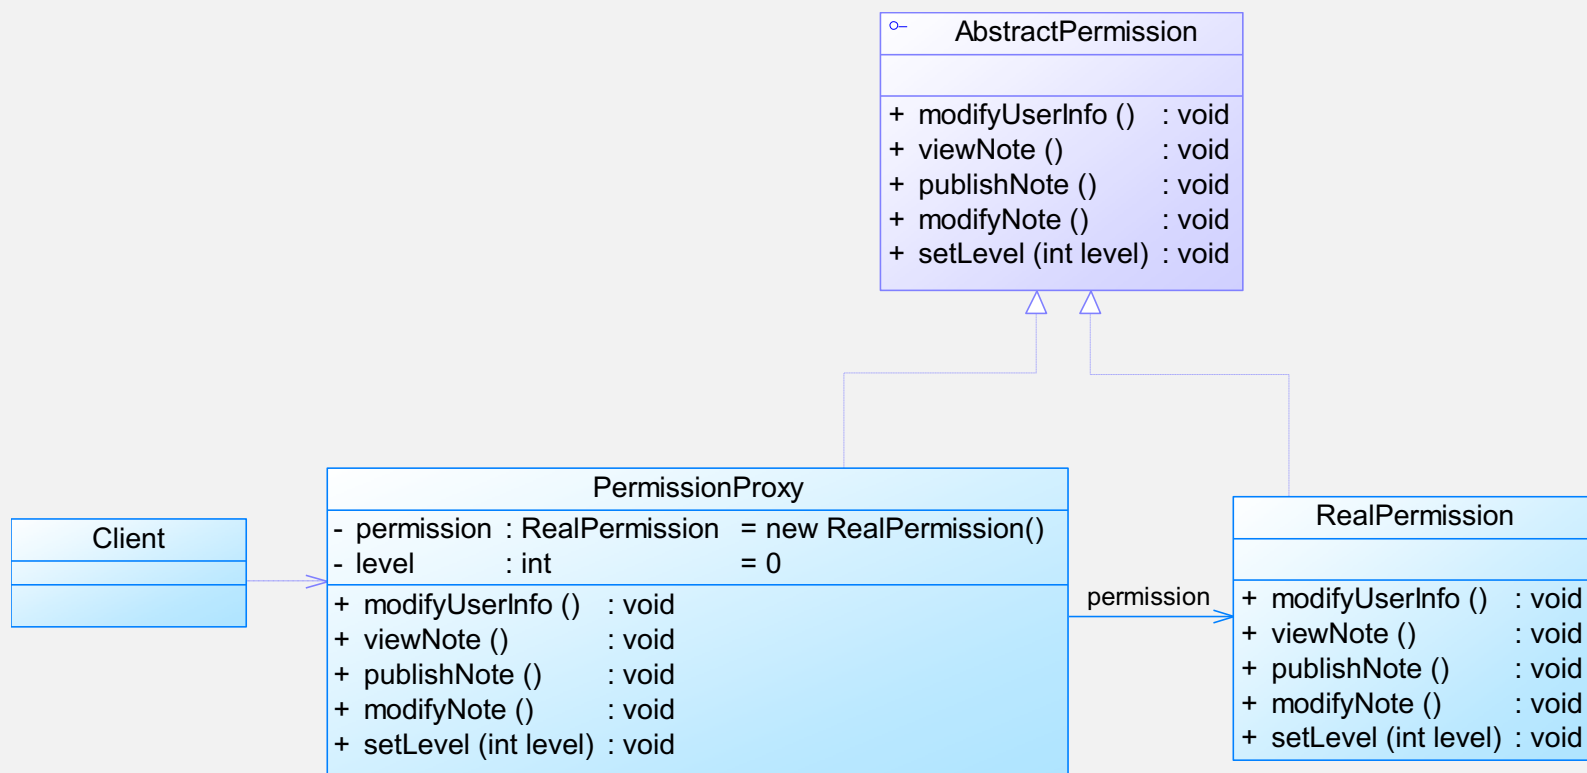 AbstractPermission
+ modifyUserInfo () : void
+ viewNote () : void
+ publishNote () : void
+ modifyNote () : void
+ setLevel (int level) : void
Client
PermissionProxy
- permission : RealPermission = new RealPermission()
- level : int = 0
+ modifyUserInfo () : void
+ viewNote () : void
+ publishNote () : void
+ modifyNote () : void
+ setLevel (int level) : void
permission
RealPermission
+ modifyUserInfo () : void
+ viewNote () : void
+ publishNote () : void
+ modifyNote () : void
+ setLevel (int level) : void